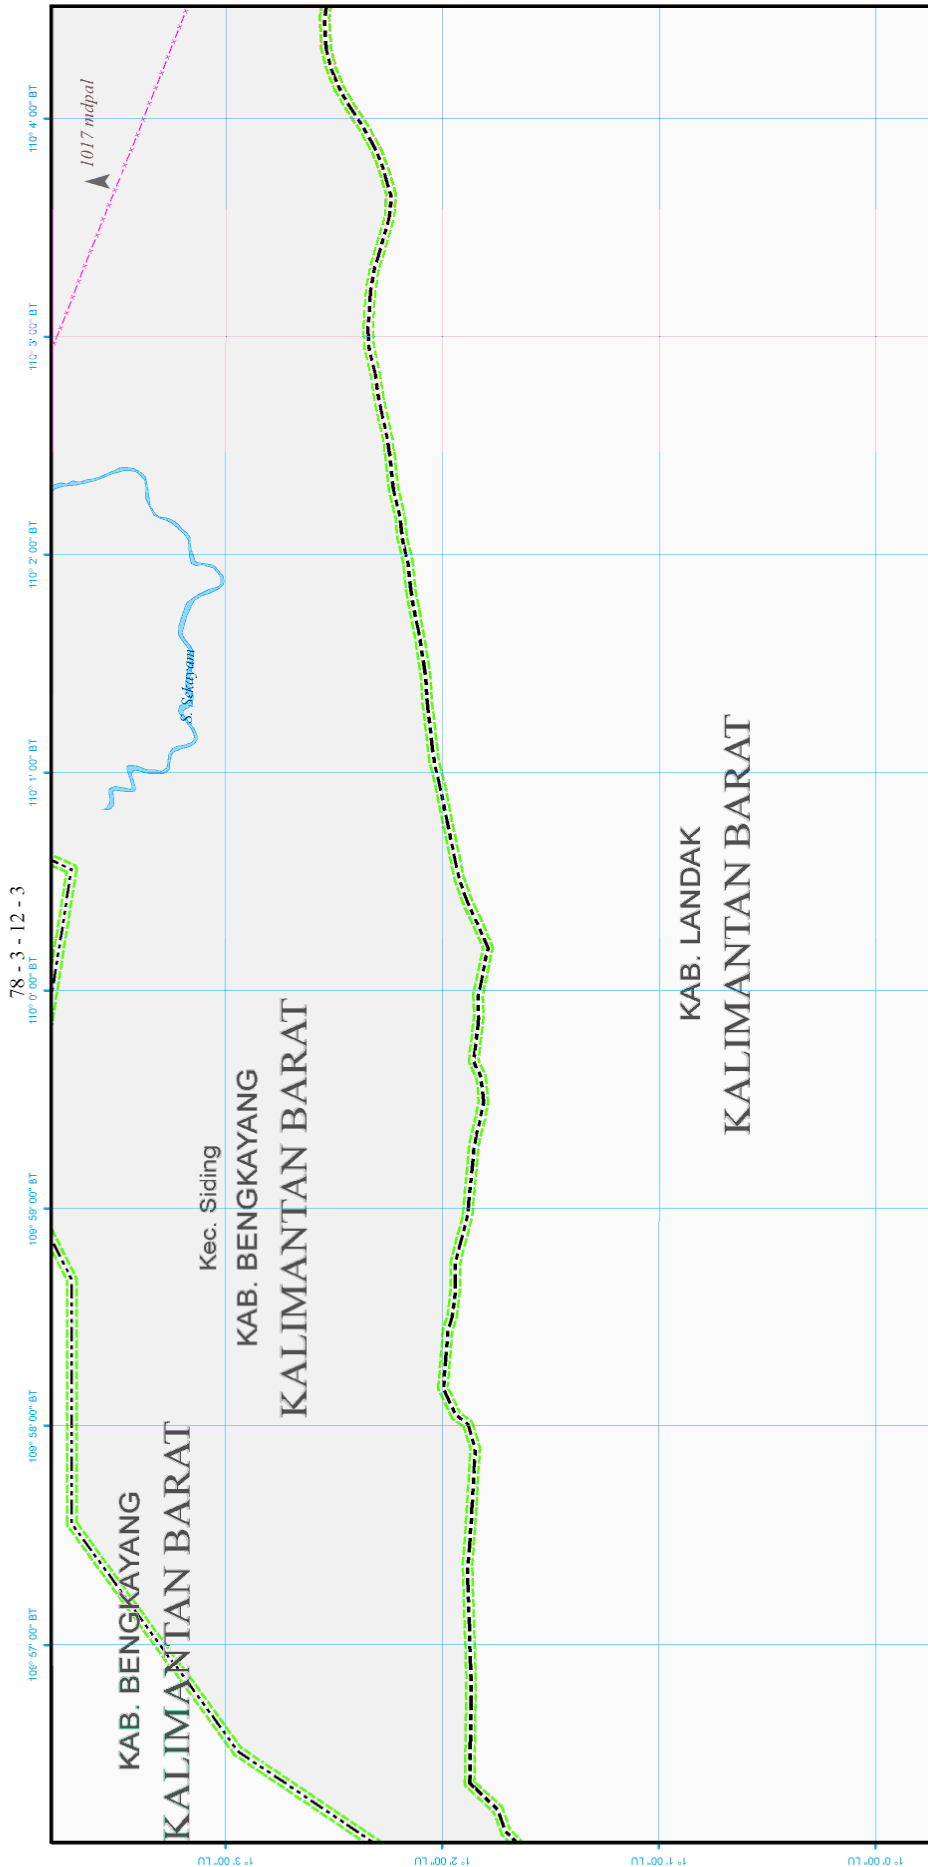 78 - 3 - 12 - 3
106° 57' 00" BT
109° 58' 00" BT
109° 59' 00" BT
110° 0' 00" BT
110° 1' 00" BT
110° 2' 00" BT
110° 3' 00" BT
110° 4' 00" BT
1017 mdpal
S. Sekayam
KAB. BENGKAYANG
KALIMANTAN BARAT
Kec. Siding
KAB. BENGKAYANG
KALIMANTAN BARAT
KAB. LANDAK
KALIMANTAN BARAT
1° 3' 00" LU
1° 2' 00" LU
1° 1' 00" LU
1° 0' 00" LU